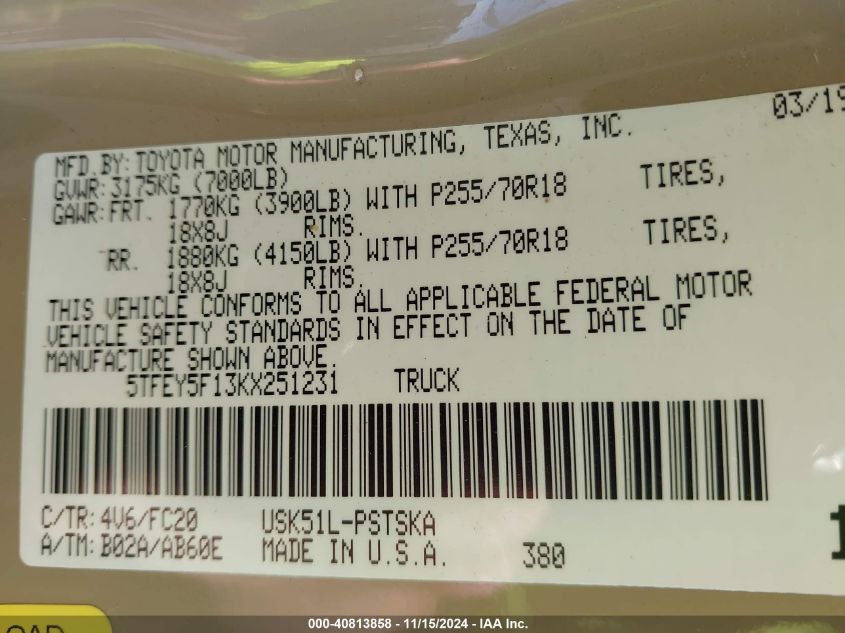 03/19
MFD.BY: TOYOTA MOTOR MANUFACTURING, TEXAS, INC.
GVWR: 3175KG (7000LB)
GAWR: FRT. 1770KG (3900LB) WITH P255/70R18 TIRES,
18X8J RIMS.
RR. 1880KG (4150LB) WITH P255/70R18 TIRES,
18X8J RIMS.
THIS VEHICLE CONFORMS TO ALL APPLICABLE FEDERAL MOTOR
VEHICLE SAFETY STANDARDS IN EFFECT ON THE DATE OF
MANUFACTURE SHOWN ABOVE.
5TFEY5F13KX251231 TRUCK
C/TR: 4V6/FC20 USK51L-PSTSKA
A/TM: B02A/AB60E MADE IN U.S.A. 380
000-40813858 - 11/15/2024 - IAA Inc.